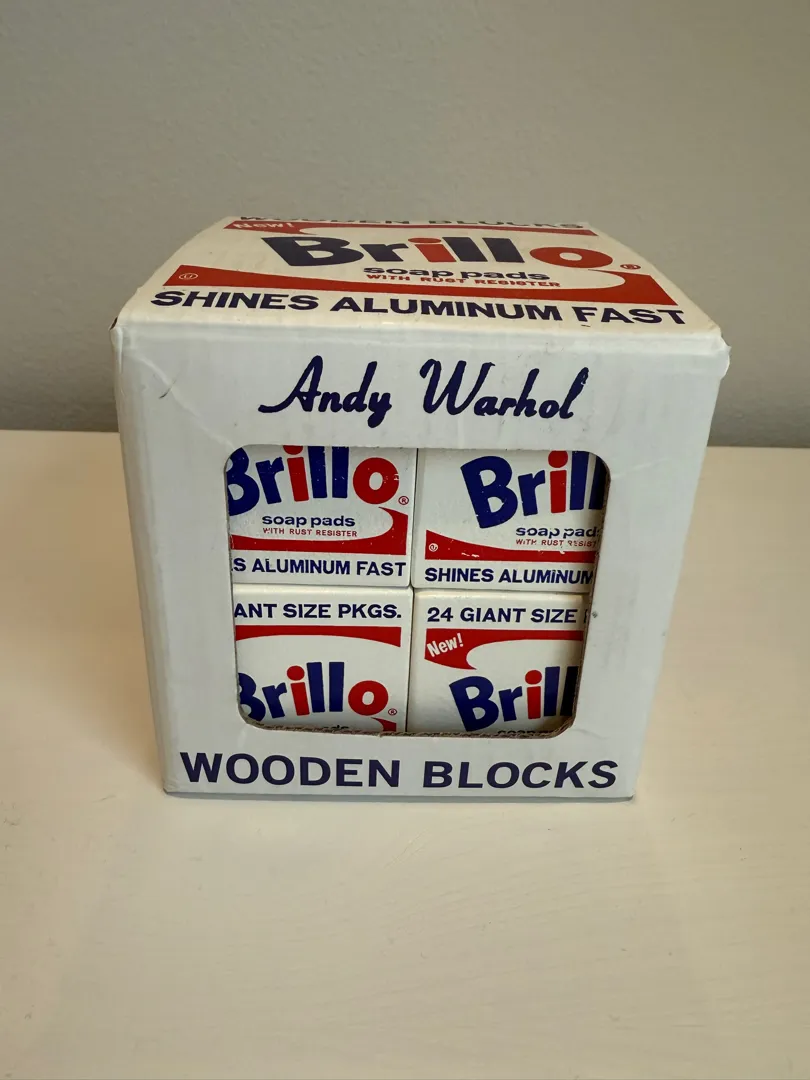 WOODEN BLOCKS
New!
Brillo®
soap pads
WITH RUST RESISTER
U
SHINES ALUMINUM FAST
Andy Warhol
Brillo®
soap pads
WITH RUST RESISTER
ALUMINUM FAST
Brill
soap pad
WITH RUST RESIST
U
SHINES ALUMINUM
ANT SIZE PKGS.
Brillo®
24 GIANT SIZE
New!
Brill
WOODEN BLOCKS